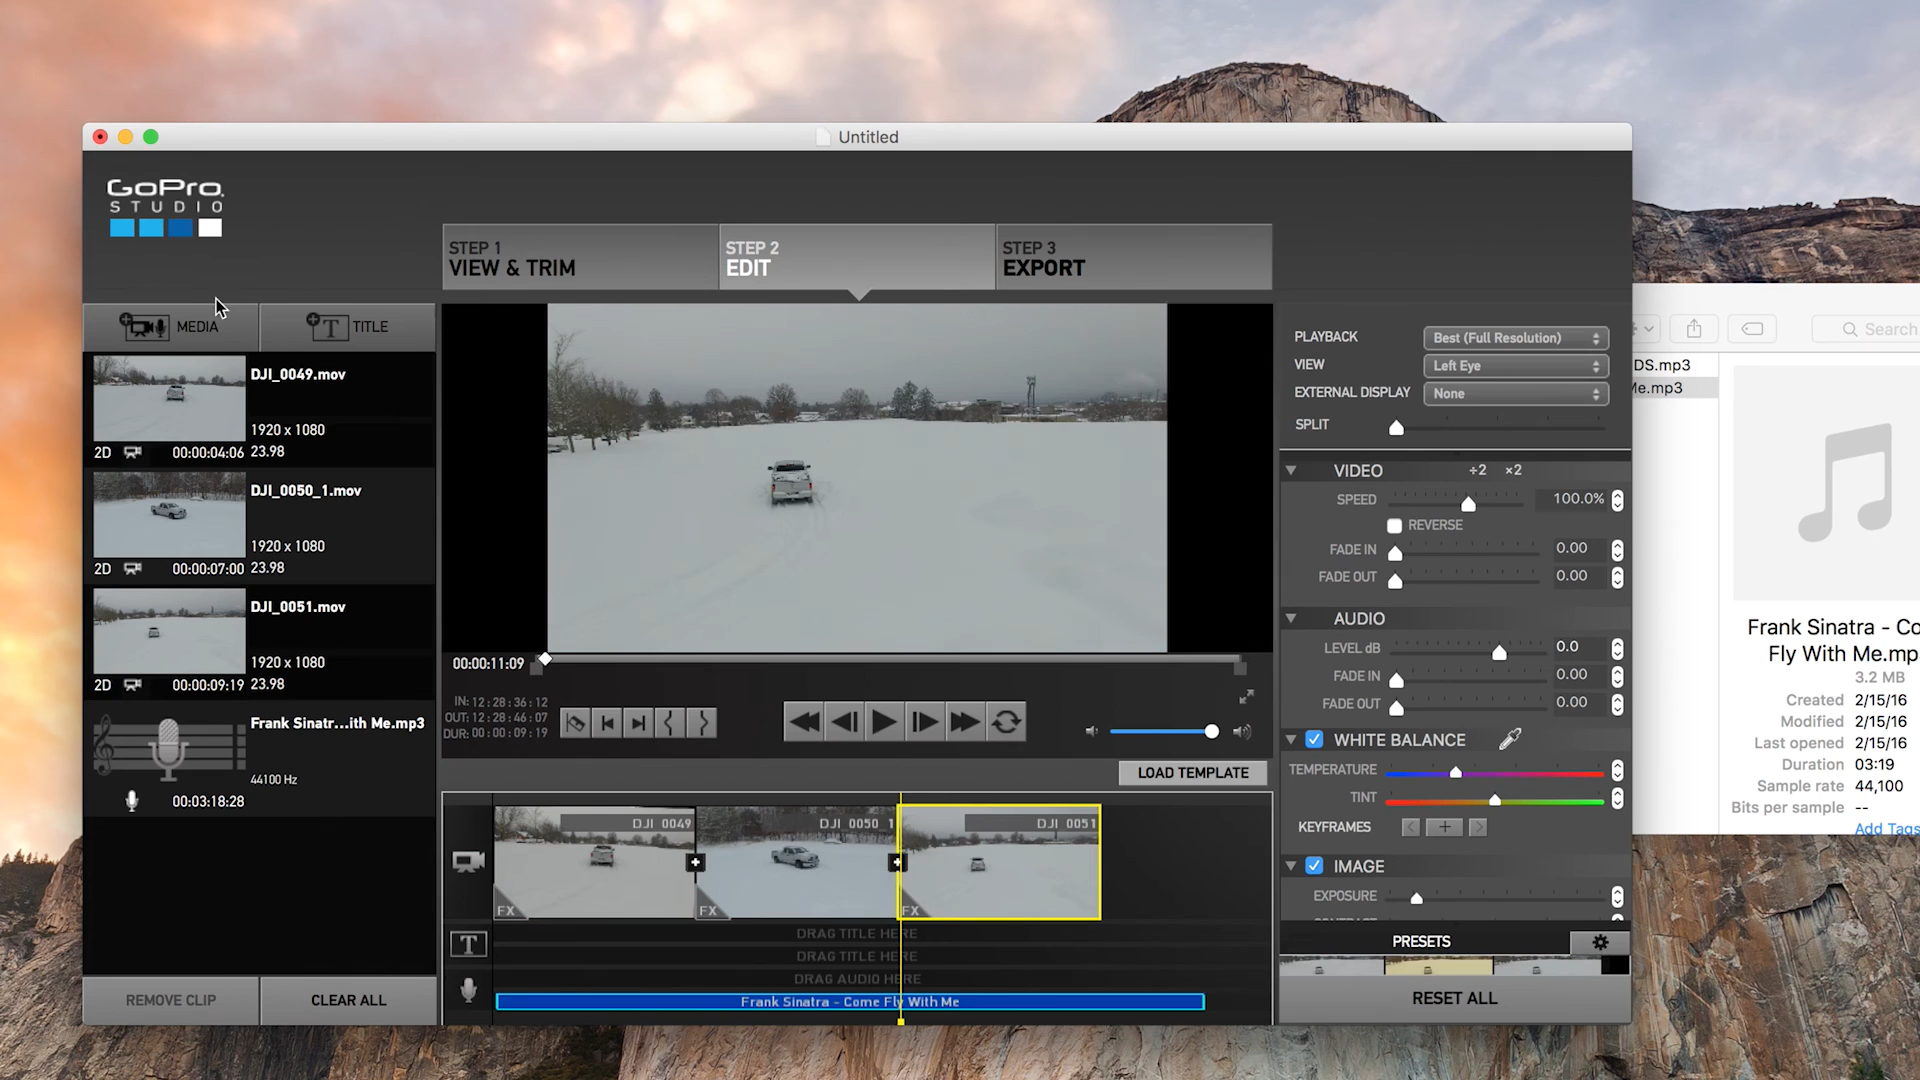 Untitled
GoPro
STUDIO
STEP 1
VIEW & TRIM
STEP 2
EDIT
STEP 3
EXPORT
MEDIA
TITLE
DJI_0049.mov
1920 x 1080
2D 00:00:04:06 23.98
DJI_0050_1.mov
1920 x 1080
2D 00:00:07:00 23.98
DJI_0051.mov
1920 x 1080
2D 00:00:09:19 23.98
Frank Sinatr...ith Me.mp3
44100 Hz
00:03:18:28
REMOVE CLIP
CLEAR ALL
00:00:11:09
IN: 12:28:36:12
OUT: 12:28:46:07
DUR: 00:00:09:19
LOAD TEMPLATE
DJI 0049
DJI 0050 1
DJI 0051
FX
FX
FX
T
DRAG TITLE HERE
DRAG TITLE HERE
DRAG AUDIO HERE
Frank Sinatra - Come Fly With Me
PLAYBACK Best (Full Resolution)
VIEW Left Eye
EXTERNAL DISPLAY None
SPLIT
VIDEO ÷2 ×2
SPEED 100.0%
REVERSE
FADE IN 0.00
FADE OUT 0.00
AUDIO
LEVEL dB 0.0
FADE IN 0.00
FADE OUT 0.00
WHITE BALANCE
TEMPERATURE
TINT
KEYFRAMES
IMAGE
EXPOSURE
PRESETS
RESET ALL
Search
DS.mp3
Me.mp3
Frank Sinatra - Co
Fly With Me.mp
3.2 MB
Created 2/15/16
Modified 2/15/16
Last opened 2/15/16
Duration 03:19
Sample rate 44,100
Bits per sample --
Add Tags